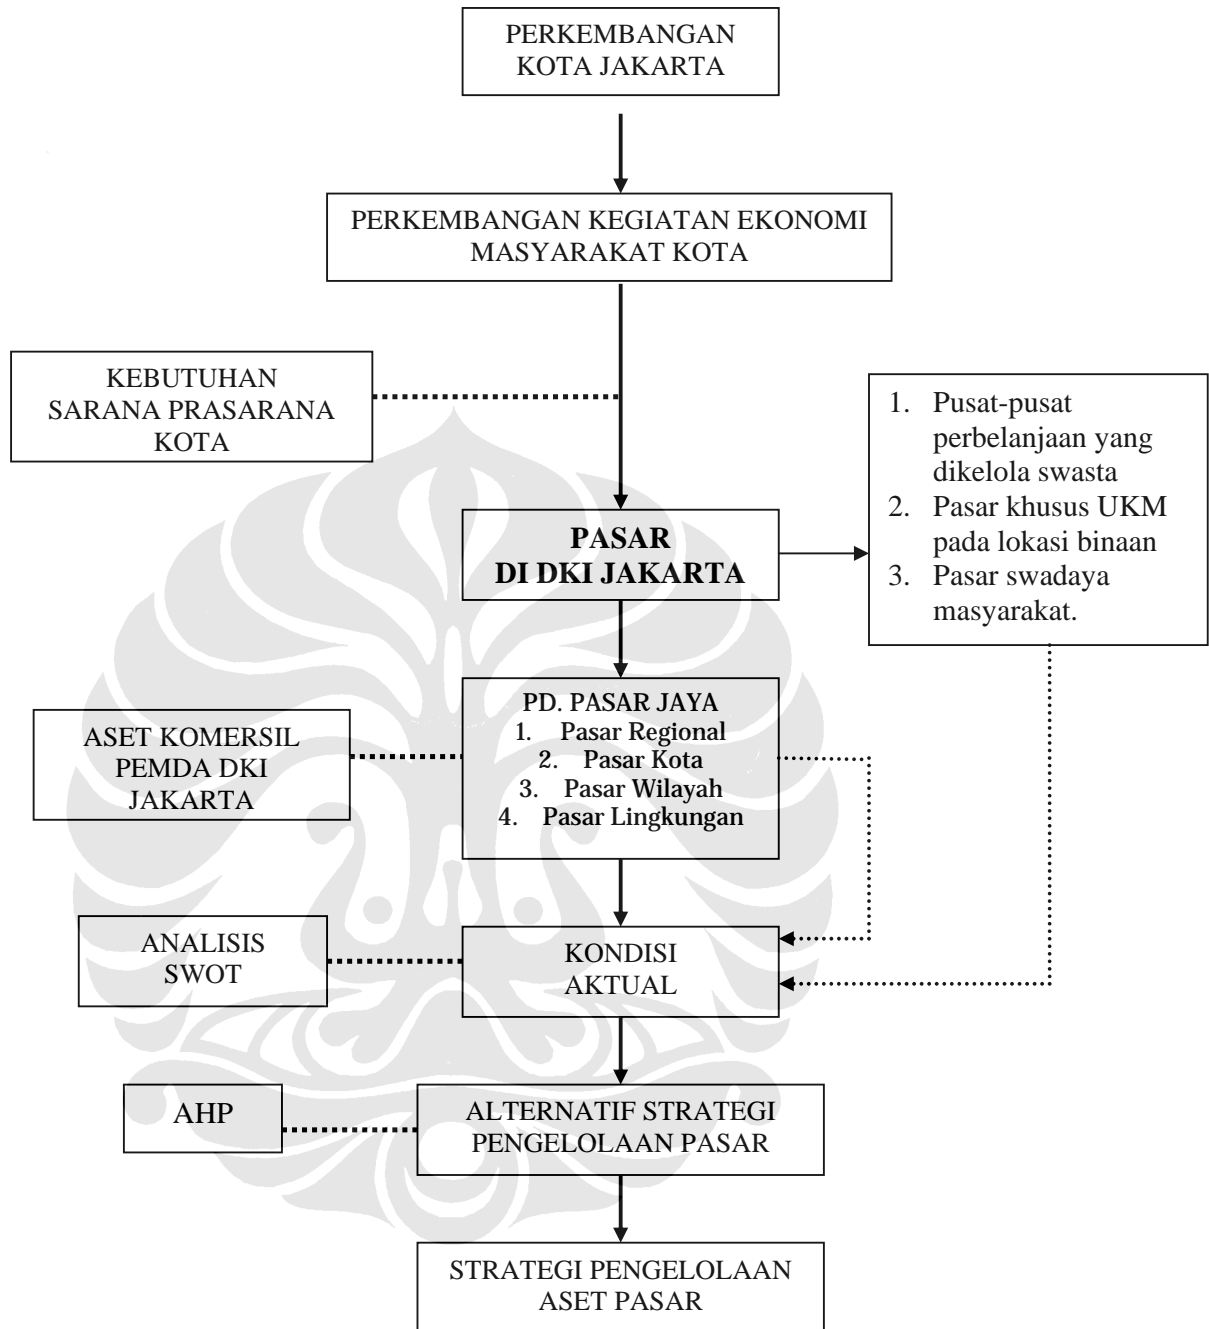 PERKEMBANGAN
KOTA JAKARTA
PERKEMBANGAN KEGIATAN EKONOMI
MASYARAKAT KOTA
KEBUTUHAN
SARANA PRASARANA
KOTA
1. Pusat-pusat
perbelanjaan yang
dikelola swasta
2. Pasar khusus UKM
pada lokasi binaan
3. Pasar swadaya
masyarakat.
PASAR
DI DKI JAKARTA
PD. PASAR JAYA
1. Pasar Regional
2. Pasar Kota
3. Pasar Wilayah
4. Pasar Lingkungan
ASET KOMERSIL
PEMDA DKI
JAKARTA
ANALISIS
SWOT
KONDISI
AKTUAL
AHP
ALTERNATIF STRATEGI
PENGELOLAAN PASAR
STRATEGI PENGELOLAAN
ASET PASAR